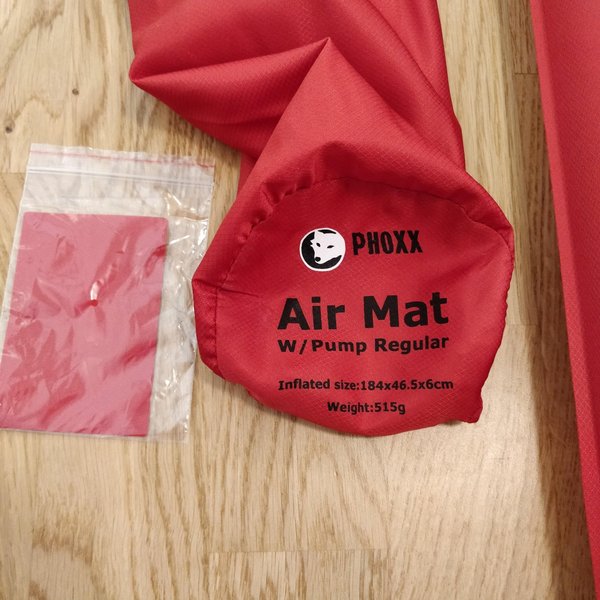 PHOXX
Air Mat
W/Pump Regular
Inflated size:184x46.5x6cm
Weight:515g